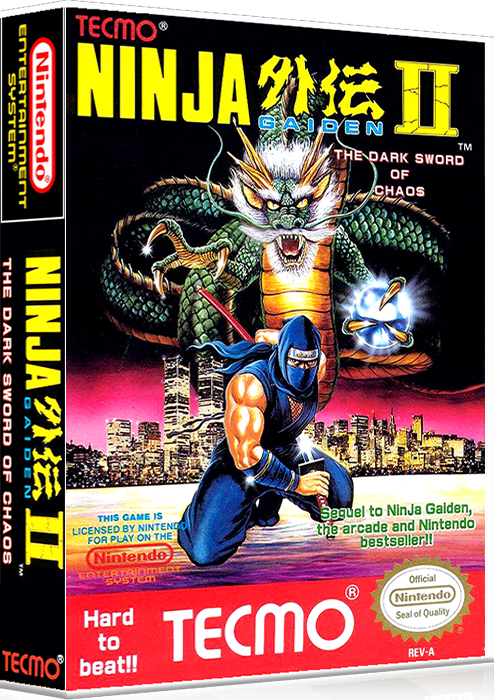 TECMO®
NINJA 外伝 II
GAIDEN
™
THE DARK SWORD
OF
CHAOS
Sequel to Ninja Gaiden,
the arcade and Nintendo
bestseller!!
THIS GAME IS
LICENSED BY NINTENDO
FOR PLAY ON THE
Nintendo
ENTERTAINMENT
SYSTEM
Official
Nintendo
Seal of Quality
REV-A
Hard
to
beat!!
TECMO®
Nintendo®
ENTERTAINMENT
SYSTEM®
NINJA 外伝 II™
GAIDEN
THE DARK SWORD OF CHAOS
TECMO®